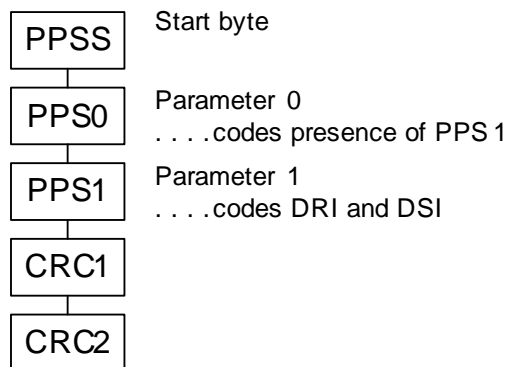 PPSS Start byte
PPS0 Parameter 0
. . . . codes presence of PPS 1
PPS1 Parameter 1
. . . . codes DRI and DSI
CRC1
CRC2